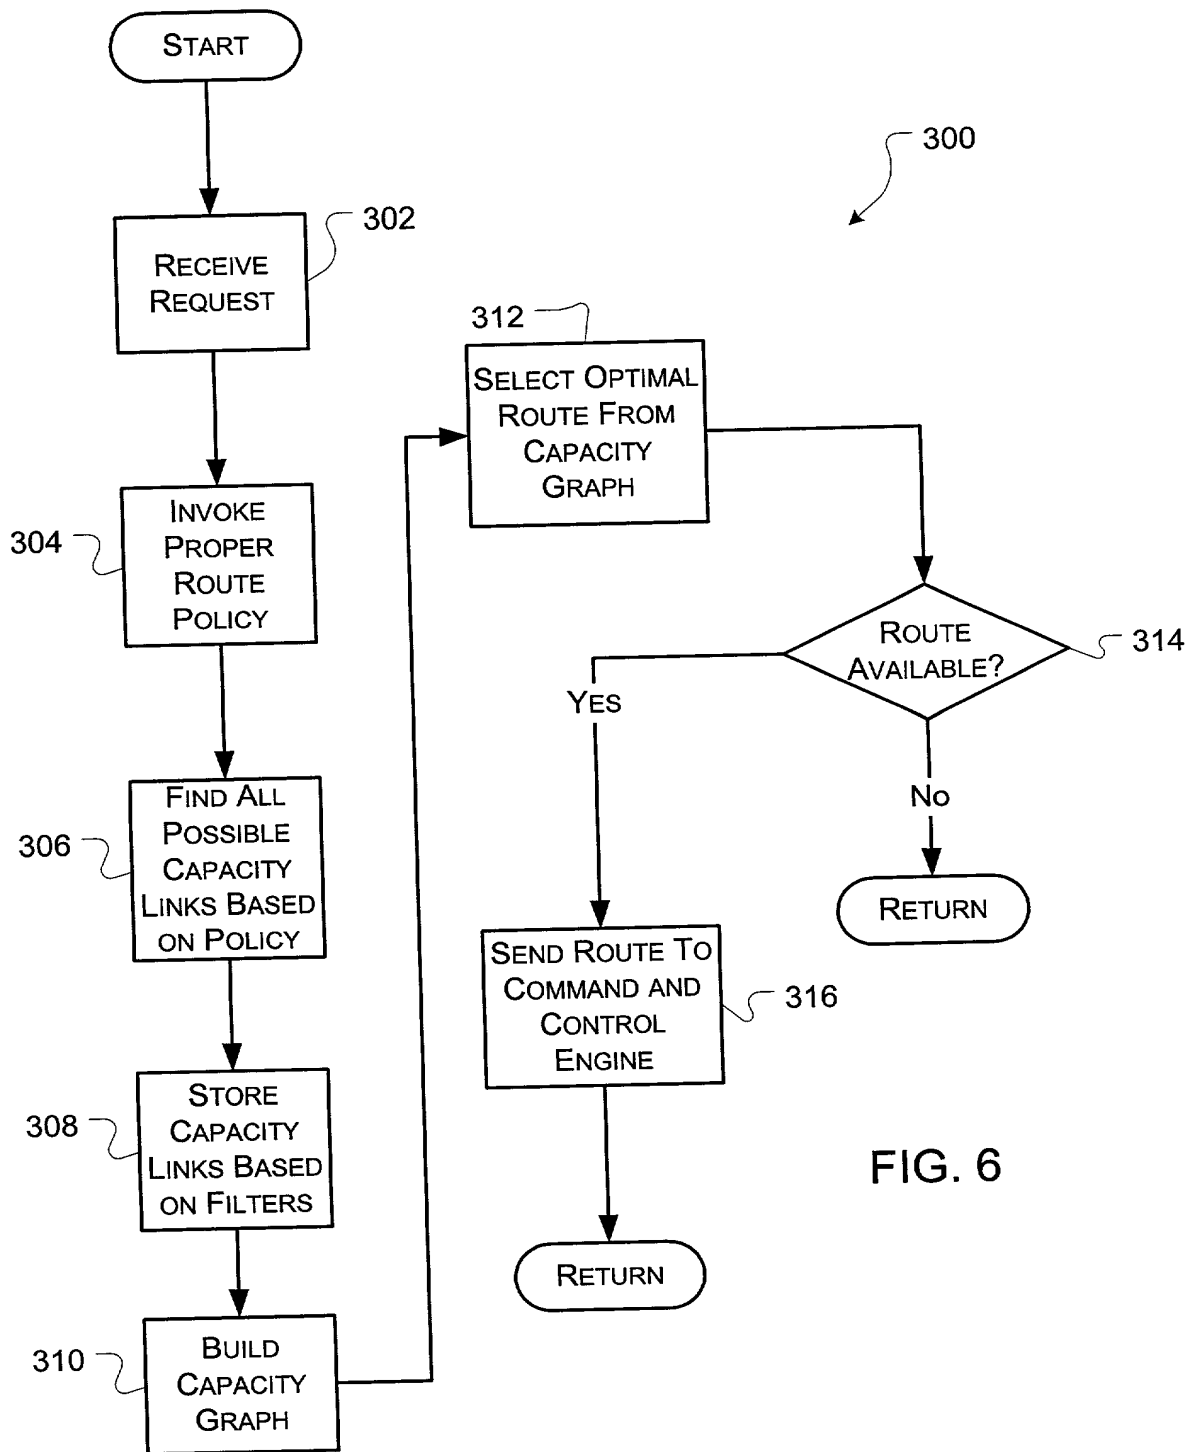 START
300
302
RECEIVE
REQUEST
312
SELECT OPTIMAL
ROUTE FROM
CAPACITY
GRAPH
304
INVOKE
PROPER
ROUTE
POLICY
ROUTE
AVAILABLE?
314
YES
NO
306
FIND ALL
POSSIBLE
CAPACITY
LINKS BASED
ON POLICY
RETURN
SEND ROUTE TO
COMMAND AND
CONTROL
ENGINE
316
308
STORE
CAPACITY
LINKS BASED
ON FILTERS
FIG. 6
RETURN
310
BUILD
CAPACITY
GRAPH